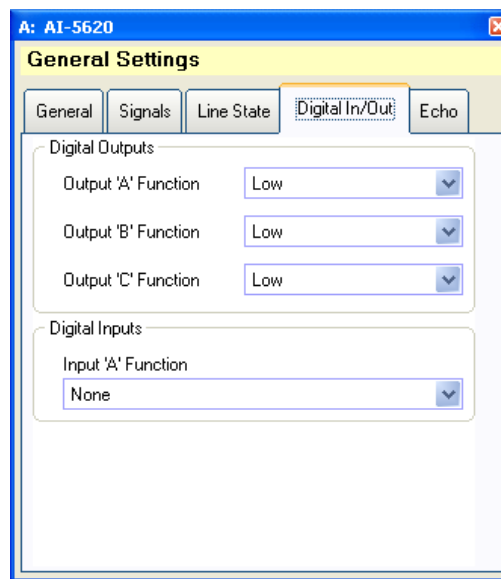 A: AI-5620
General Settings
General Signals Line State Digital In/Out Echo
Digital Outputs
Output 'A' Function Low
Output 'B' Function Low
Output 'C' Function Low
Digital Inputs
Input 'A' Function
None